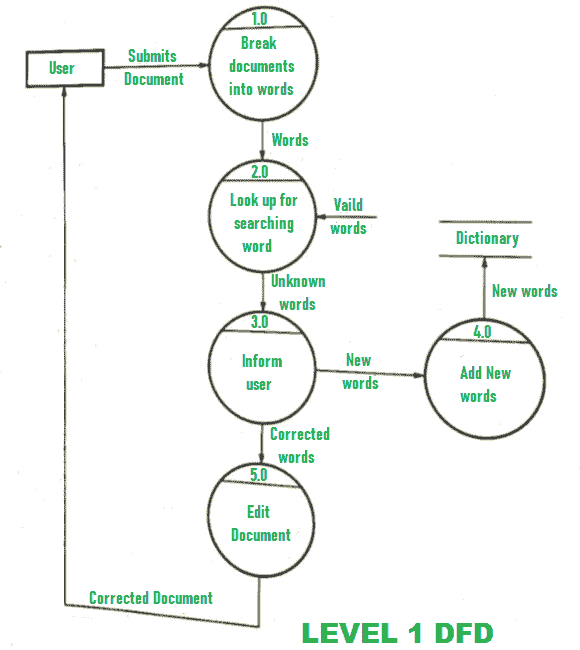 1.0
Break
documents
into words
User
Submits
Document
Words
2.0
Look up for
searching
word
Vaild
words
Dictionary
Unknown
words
New words
3.0
Inform
user
New
words
4.0
Add New
words
Corrected
words
5.0
Edit
Document
Corrected Document
LEVEL 1 DFD